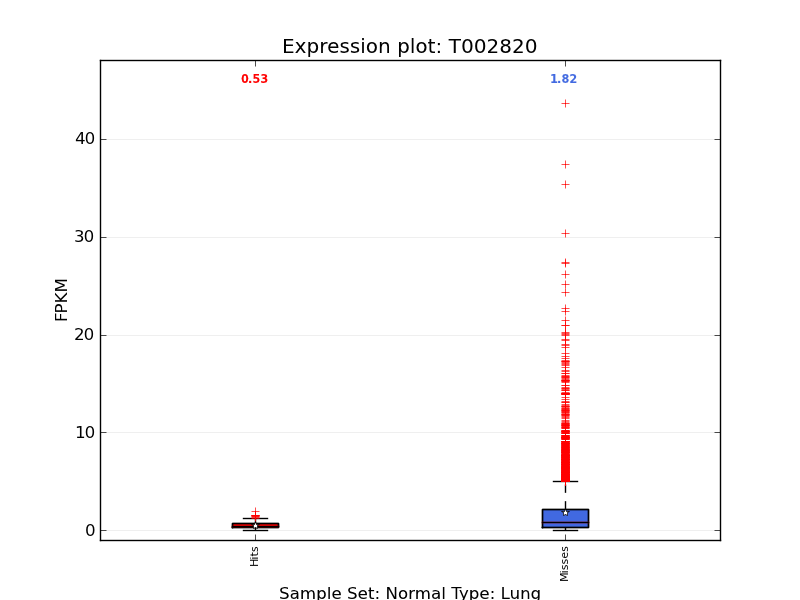 Expression plot: T002820
0.53
1.82
40
30
20
10
0
FPKM
Hits
Misses
Sample Set: Normal Type: Lung